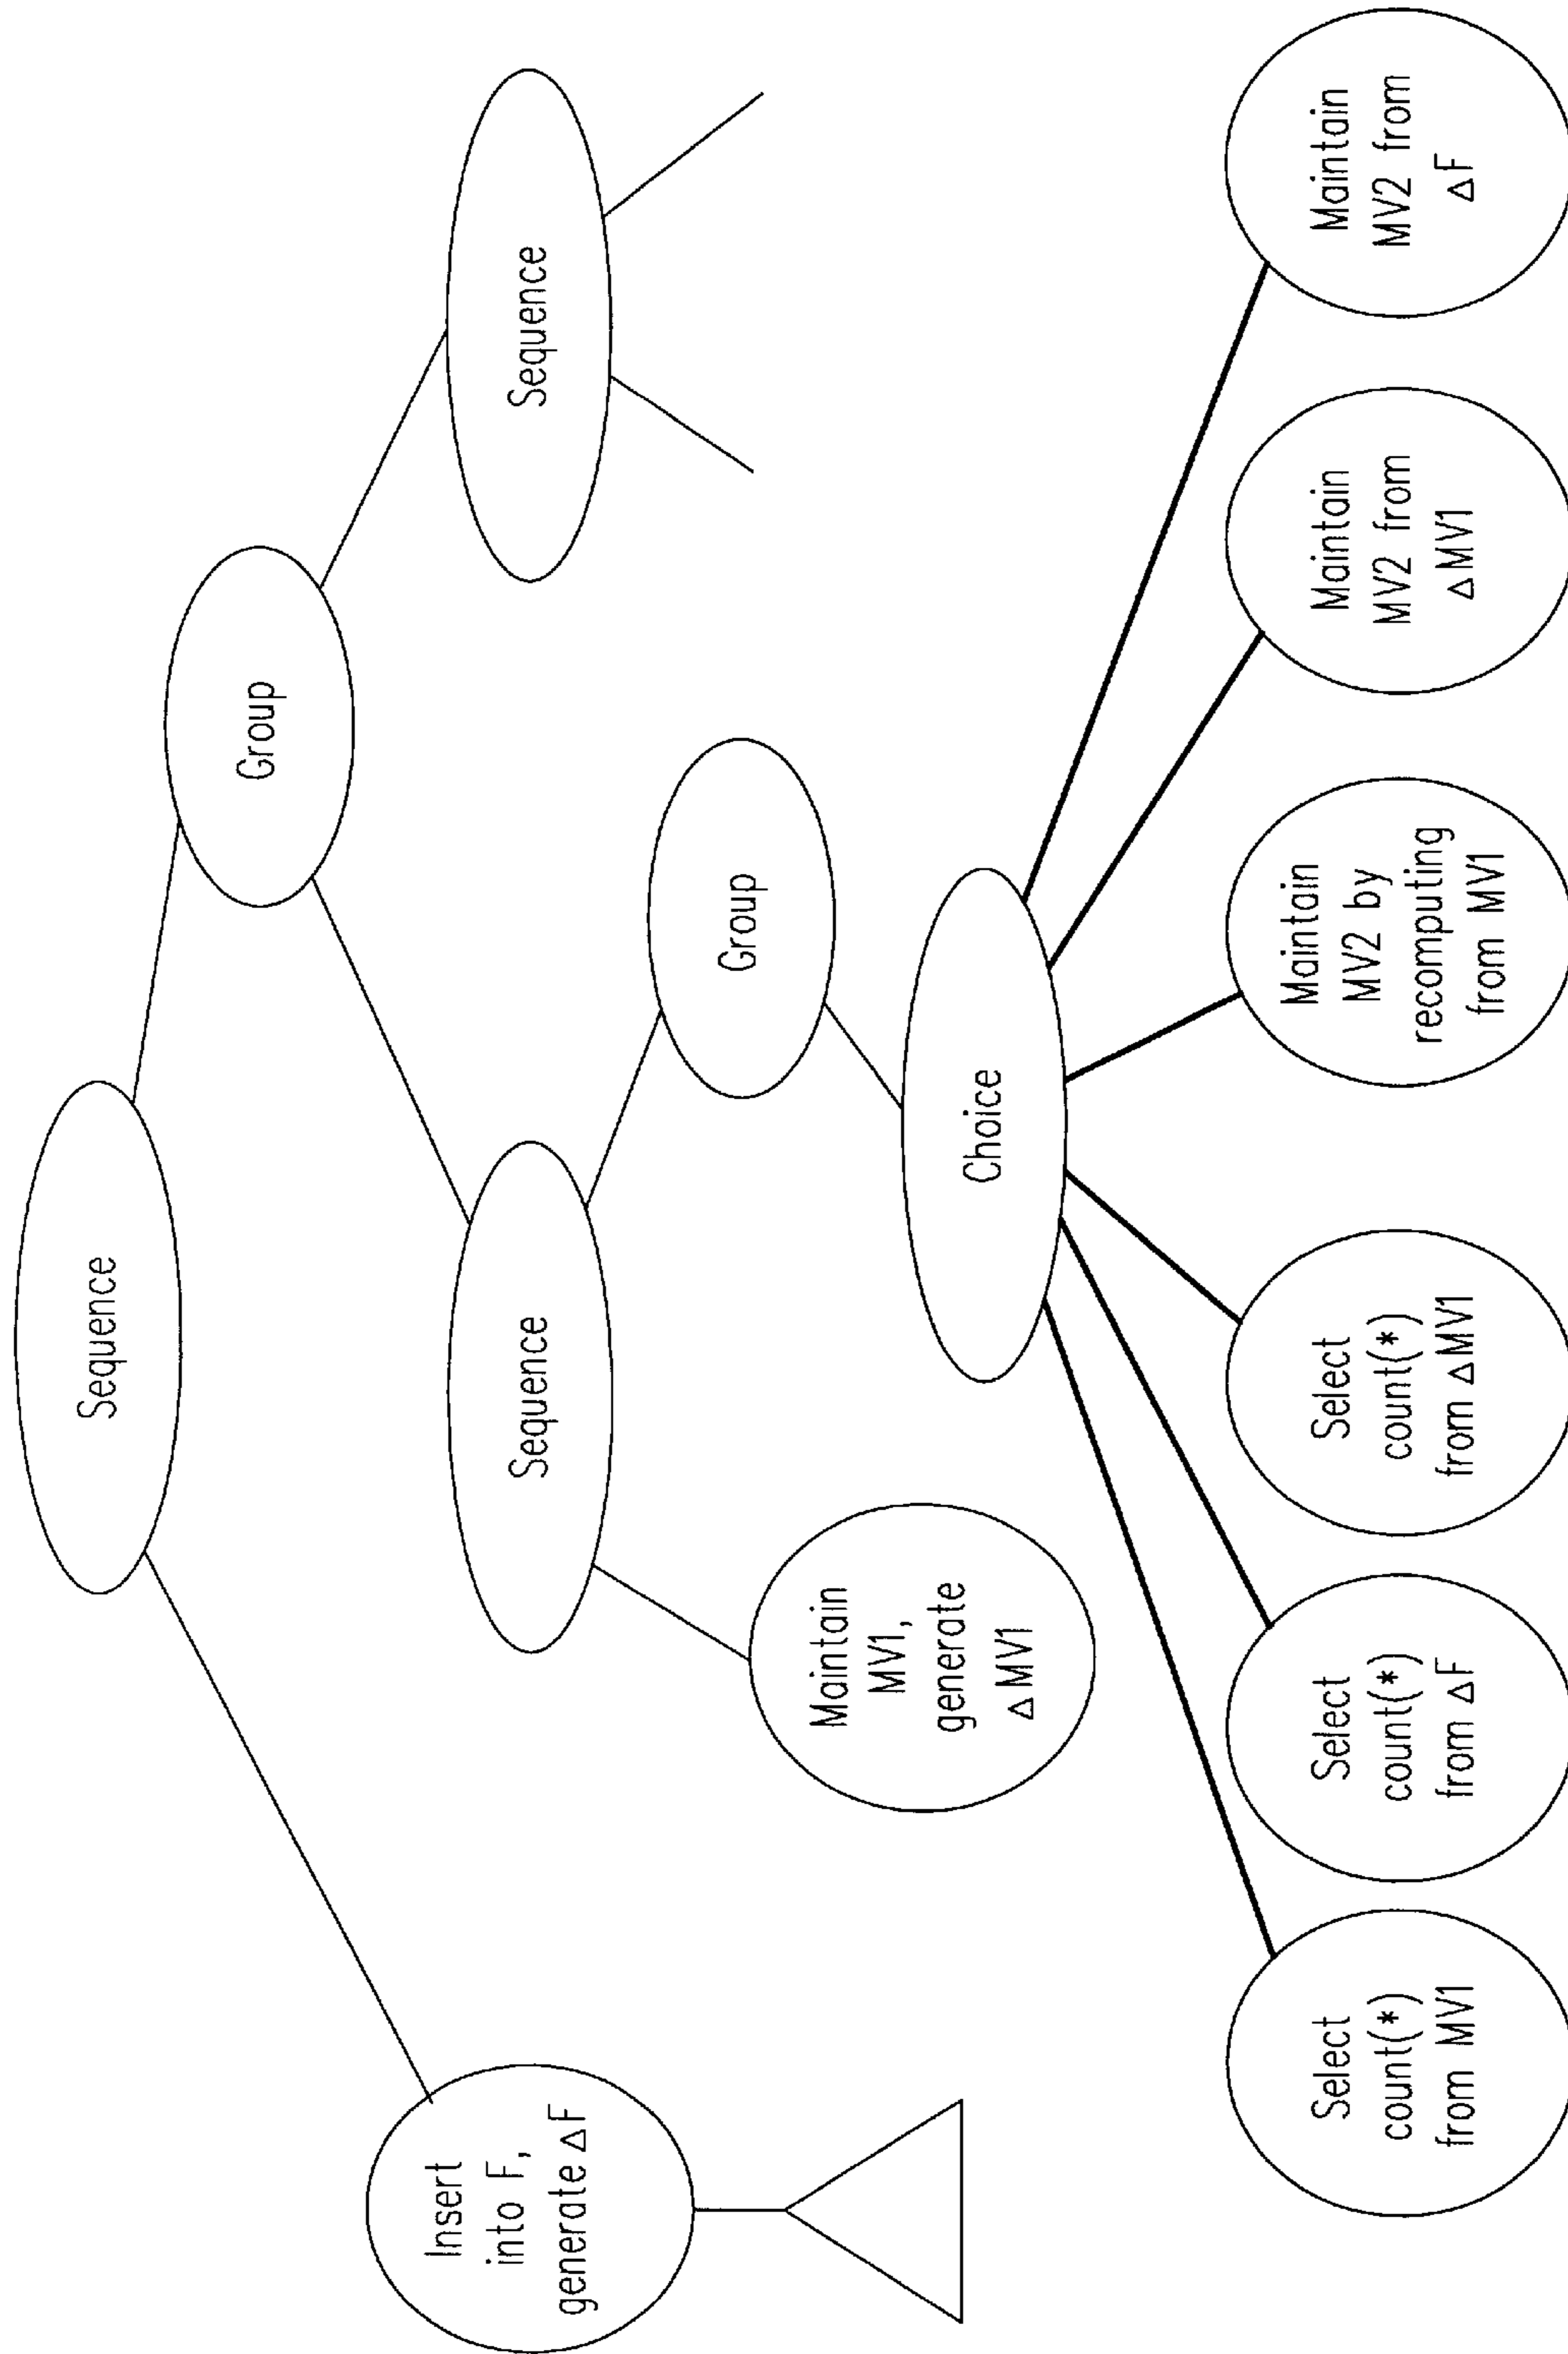 Sequence
Group
Insert
into F,
generate ΔF
Sequence
Sequence
Maintain
MV1,
generate
ΔMV1
Group
Choice
Select
count(*)
from MV1
Select
count(*)
from ΔF
Select
count(*)
from ΔMV1
Maintain
MV2 by
recomputing
from MV1
Maintain
MV2 from
ΔMV1
Maintain
MV2 from
ΔF